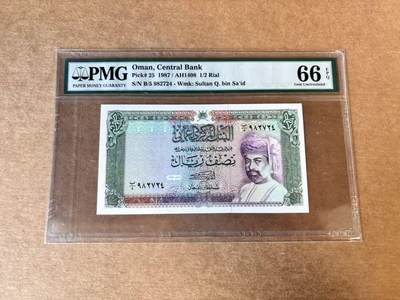 PMG
PAPER MONEY GUARANTY
Oman, Central Bank
Pick# 25 1987 / AH1408 1/2 Rial
S/N B/5 982724 - Wmk: Sultan Q. bin Sa'id
66 EPQ
Gem Uncirculated
البنك المركزي العماني
٩٨٢٧٢٤
نصف ريال
٩٨٢٧٢٤